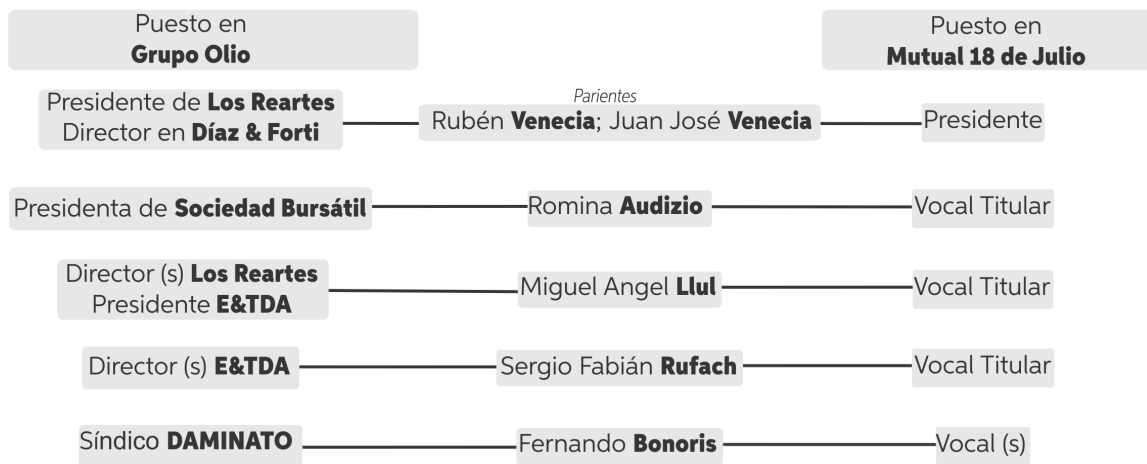 Puesto en
Grupo Olio
Puesto en
Mutual 18 de Julio
Presidente de Los Reartes
Director en Díaz & Forti
Parientes
Rubén Venecia; Juan José Venecia
Presidente
Presidenta de Sociedad Bursátil
Romina Audizio
Vocal Titular
Director (s) Los Reartes
Presidente E&TDA
Miguel Angel Llul
Vocal Titular
Director (s) E&TDA
Sergio Fabián Rufach
Vocal Titular
Síndico DAMINATO
Fernando Bonoris
Vocal (s)